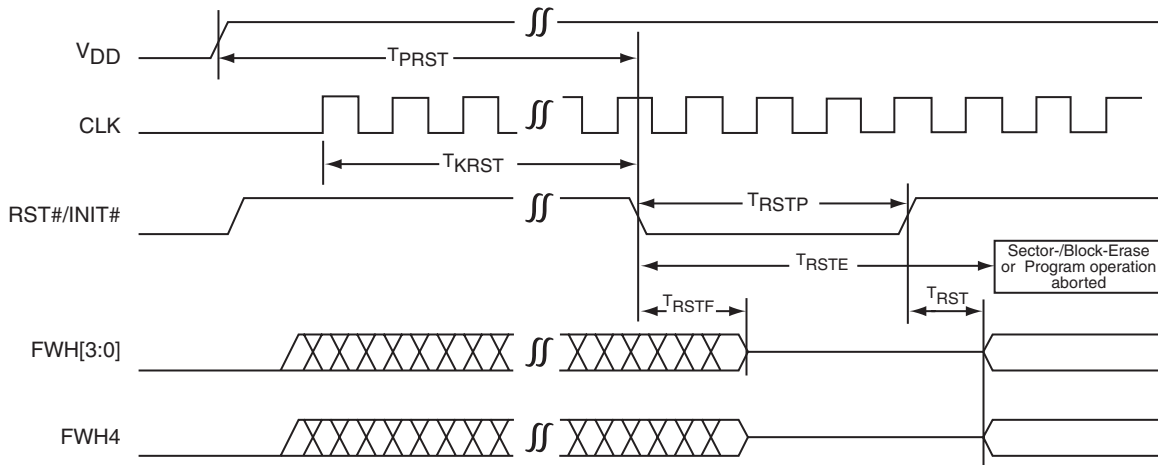 VDD
TPRST
CLK
TKRST
RST#/INIT#
TRSTP
TRSTE
Sector-/Block-Erase
or Program operation
aborted
TRSTF
TRST
FWH[3:0]
FWH4